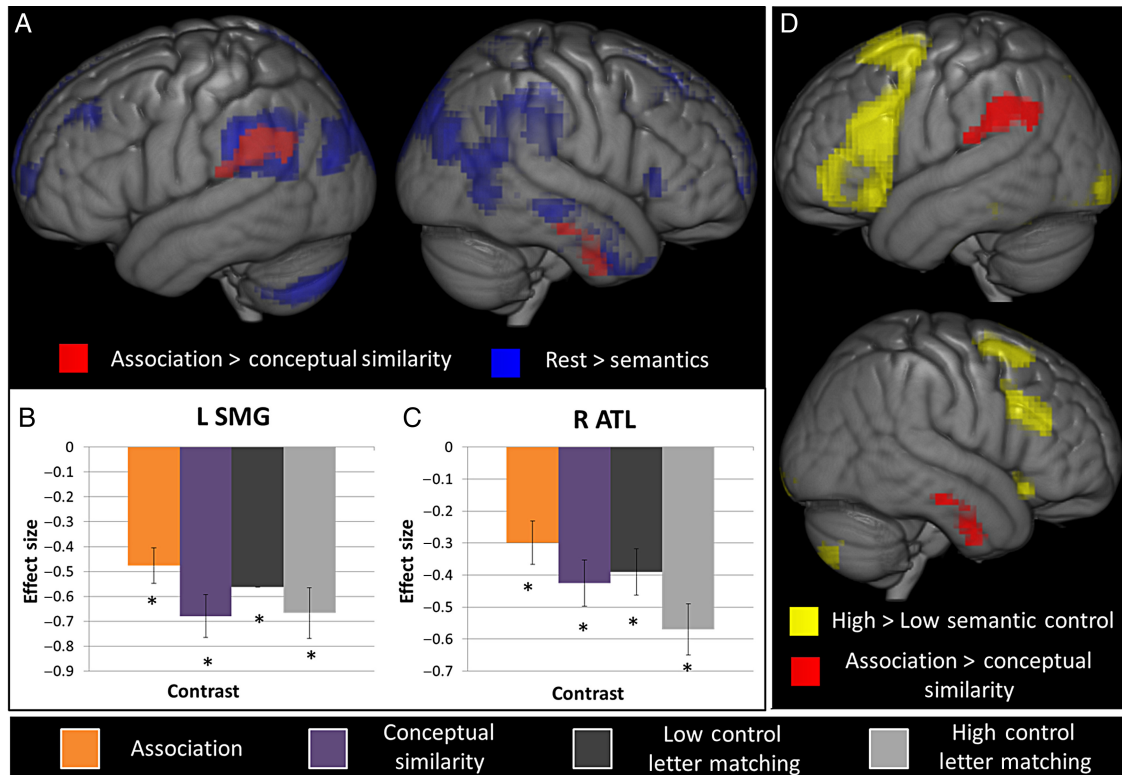 A
Association > conceptual similarity
Rest > semantics
B
L SMG
0
−0.1
−0.2
−0.3
−0.4
−0.5
−0.6
−0.7
−0.8
−0.9
Effect size
*
*
*
*
Contrast
C
R ATL
0
−0.1
−0.2
−0.3
−0.4
−0.5
−0.6
−0.7
Effect size
*
*
*
*
Contrast
D
High > Low semantic control
Association > conceptual
similarity
Association
Conceptual
similarity
Low control
letter matching
High control
letter matching